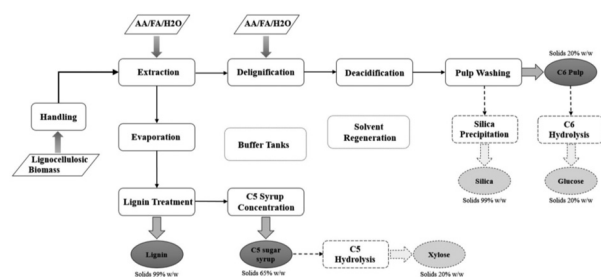 AA/FA/H2O
AA/FA/H2O
Solids 20% w/w
Extraction
Delignification
Deacidification
Pulp Washing
C6 Pulp
Handling
Evaporation
Buffer Tanks
Solvent
Regeneration
Silica
Precipitation
C6
Hydrolysis
Lignocellulosic
Biomass
Lignin Treatment
C5 Syrup
Concentration
Silica
Solids 99% w/w
Glucose
Solids 20% w/w
Lignin
Solids 99% w/w
C5 sugar
syrup
Solids 65% w/w
C5
Hydrolysis
Xylose
Solids 20% w/w